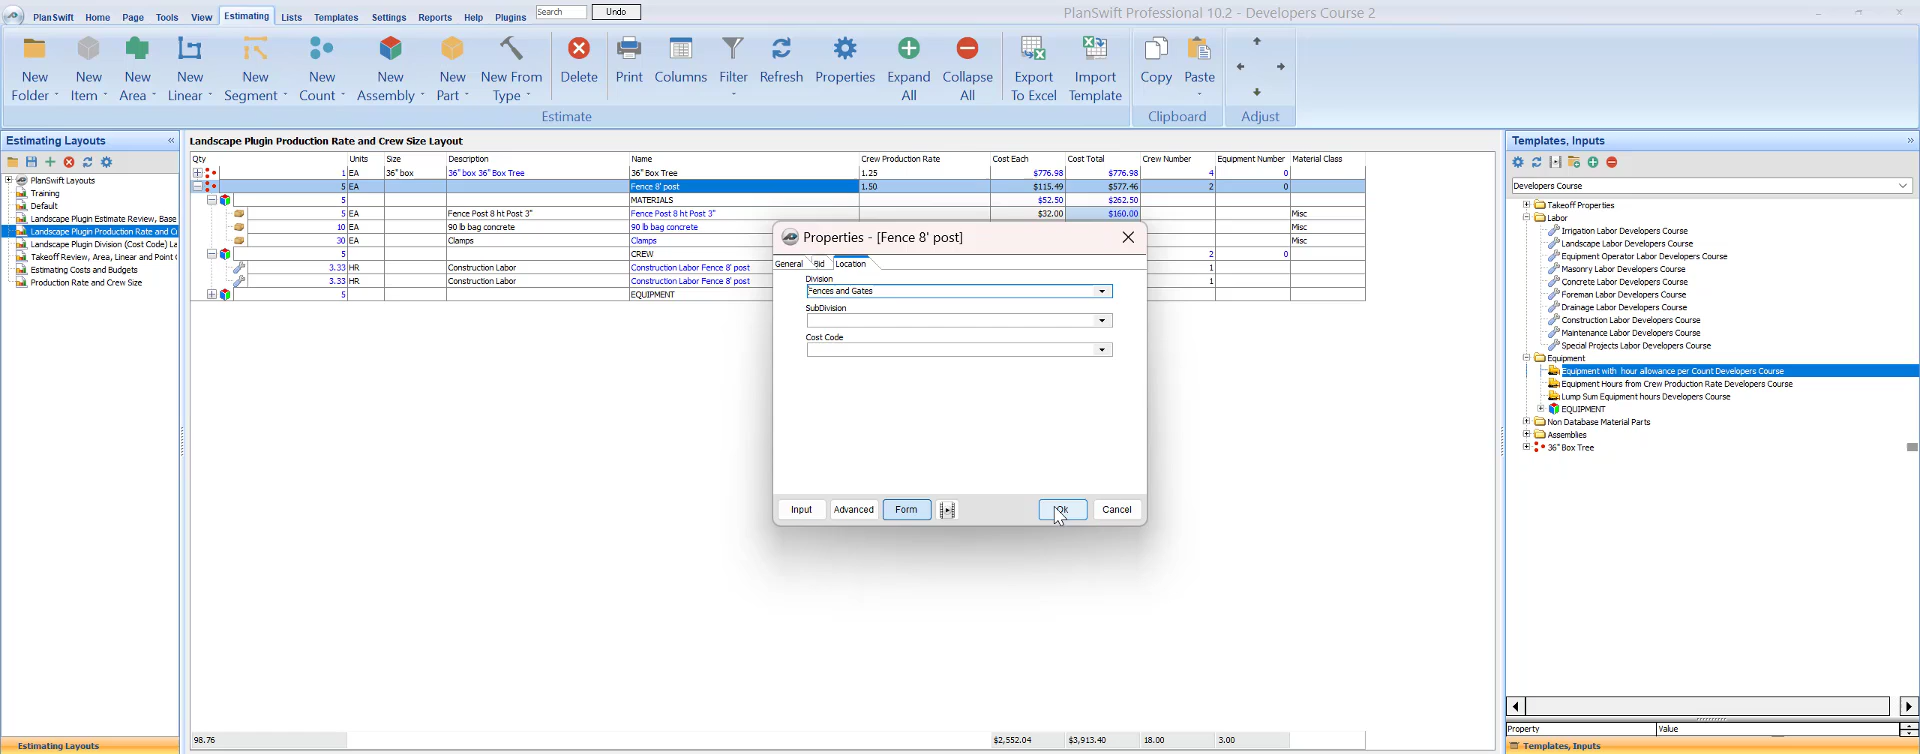 PlanSwift Home Page Tools View Estimating Lists Templates Settings Reports Help Plugins Search Undo
PlanSwift Professional 10.2 - Developers Course 2
New Folder
New Item
New Area
New Linear
New Segment
New Count
New Assembly
New Part
New From Type
Delete
Print
Columns
Filter
Refresh
Properties
Expand All
Collapse All
Export To Excel
Import Template
Copy
Paste
Estimate
Clipboard
Adjust
Estimating Layouts
PlanSwift Layouts
Training
Default
Landscape Plugin Estimate Review, Base
Landscape Plugin Production Rate and Cr
Landscape Plugin Division (Cost Code) La
Takeoff Review, Area, Linear and Point C
Estimating Costs and Budgets
Production Rate and Crew Size
Estimating Layouts
Landscape Plugin Production Rate and Crew Size Layout
Qty Units Size Description Name Crew Production Rate Cost Each Cost Total Crew Number Equipment Number Material Class
1 EA 36" box 36" box 36" Box Tree 36" Box Tree 1.25 $776.98 $776.98 4 0
5 EA Fence 8' post 1.50 $115.49 $577.46 2 0
5 MATERIALS $52.50 $262.50
5 EA Fence Post 8 ht Post 3" Fence Post 8 ht Post 3" $32.00 $160.00 Misc
10 EA 90 lb bag concrete 90 lb bag concrete Misc
30 EA Clamps Clamps Misc
5 CREW 2 0
3.33 HR Construction Labor Construction Labor Fence 8' post 1
3.33 HR Construction Labor Construction Labor Fence 8' post 1
5 EQUIPMENT
98.76 $2,552.04 $3,913.40 18.00 3.00
Properties - [Fence 8' post]
General Bid Location
Division
Fences and Gates
SubDivision
Cost Code
Input Advanced Form Ok Cancel
Templates, Inputs
Developers Course
Takeoff Properties
Labor
Irrigation Labor Developers Course
Landscape Labor Developers Course
Equipment Operator Labor Developers Course
Masonry Labor Developers Course
Concrete Labor Developers Course
Foreman Labor Developers Course
Drainage Labor Developers Course
Construction Labor Developers Course
Maintenance Labor Developers Course
Special Projects Labor Developers Course
Equipment
Equipment with hour allowance per Count Developers Course
Equipment Hours from Crew Production Rate Developers Course
Lump Sum Equipment hours Developers Course
EQUIPMENT
Non Database Material Parts
Assemblies
36" Box Tree
Property Value
Templates, Inputs